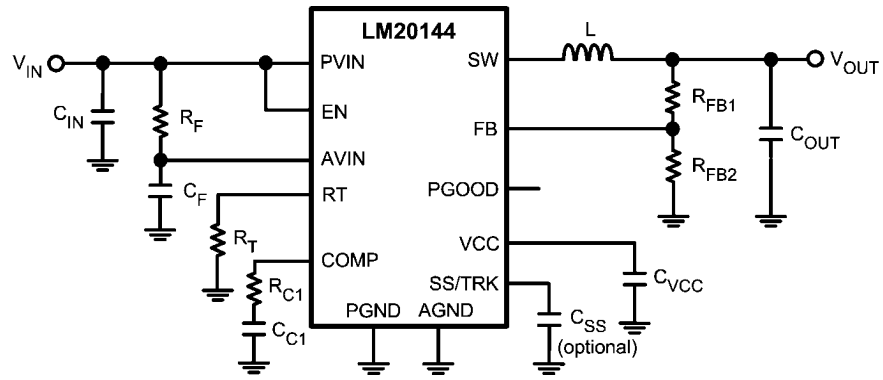 LM20144
L
V_IN
PVIN
SW
V_OUT
C_IN
R_F
EN
FB
R_FB1
C_OUT
AVIN
R_FB2
C_F
RT
PGOOD
R_T
COMP
VCC
R_C1
SS/TRK
C_VCC
PGND
AGND
C_C1
C_SS
(optional)